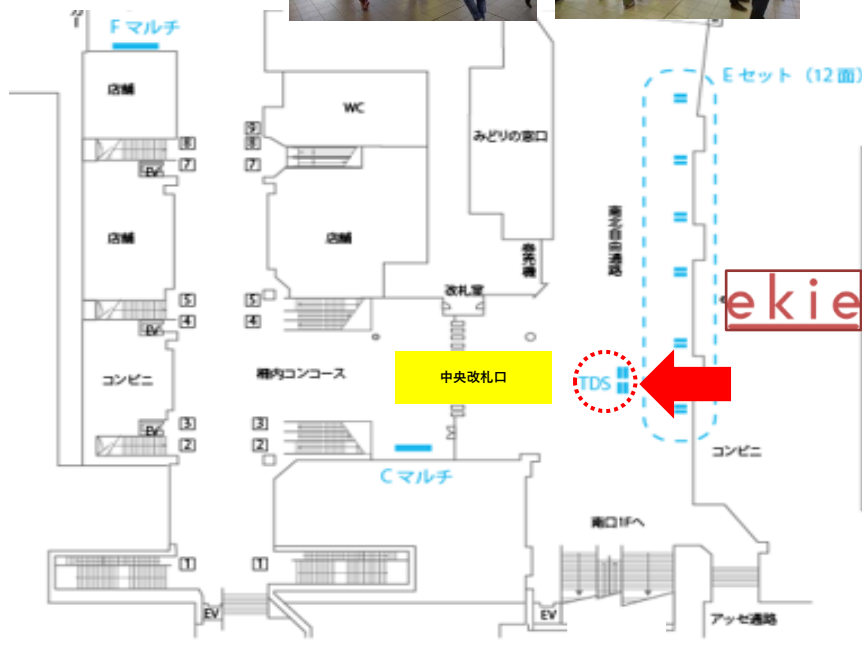 Fマルチ
Eセット（12面）
店舗
WC
みどりの窓口
9
8
8
7
7
EV
店舗
店舗
南北自由通路
券売機
改札室
5
5
4
4
EV
ekie
コンビニ
柵内コンコース
中央改札口
TDS
3
3
EV
2
2
コンビニ
Cマルチ
南口1Fへ
1
1
EV
EV
アッセ通路